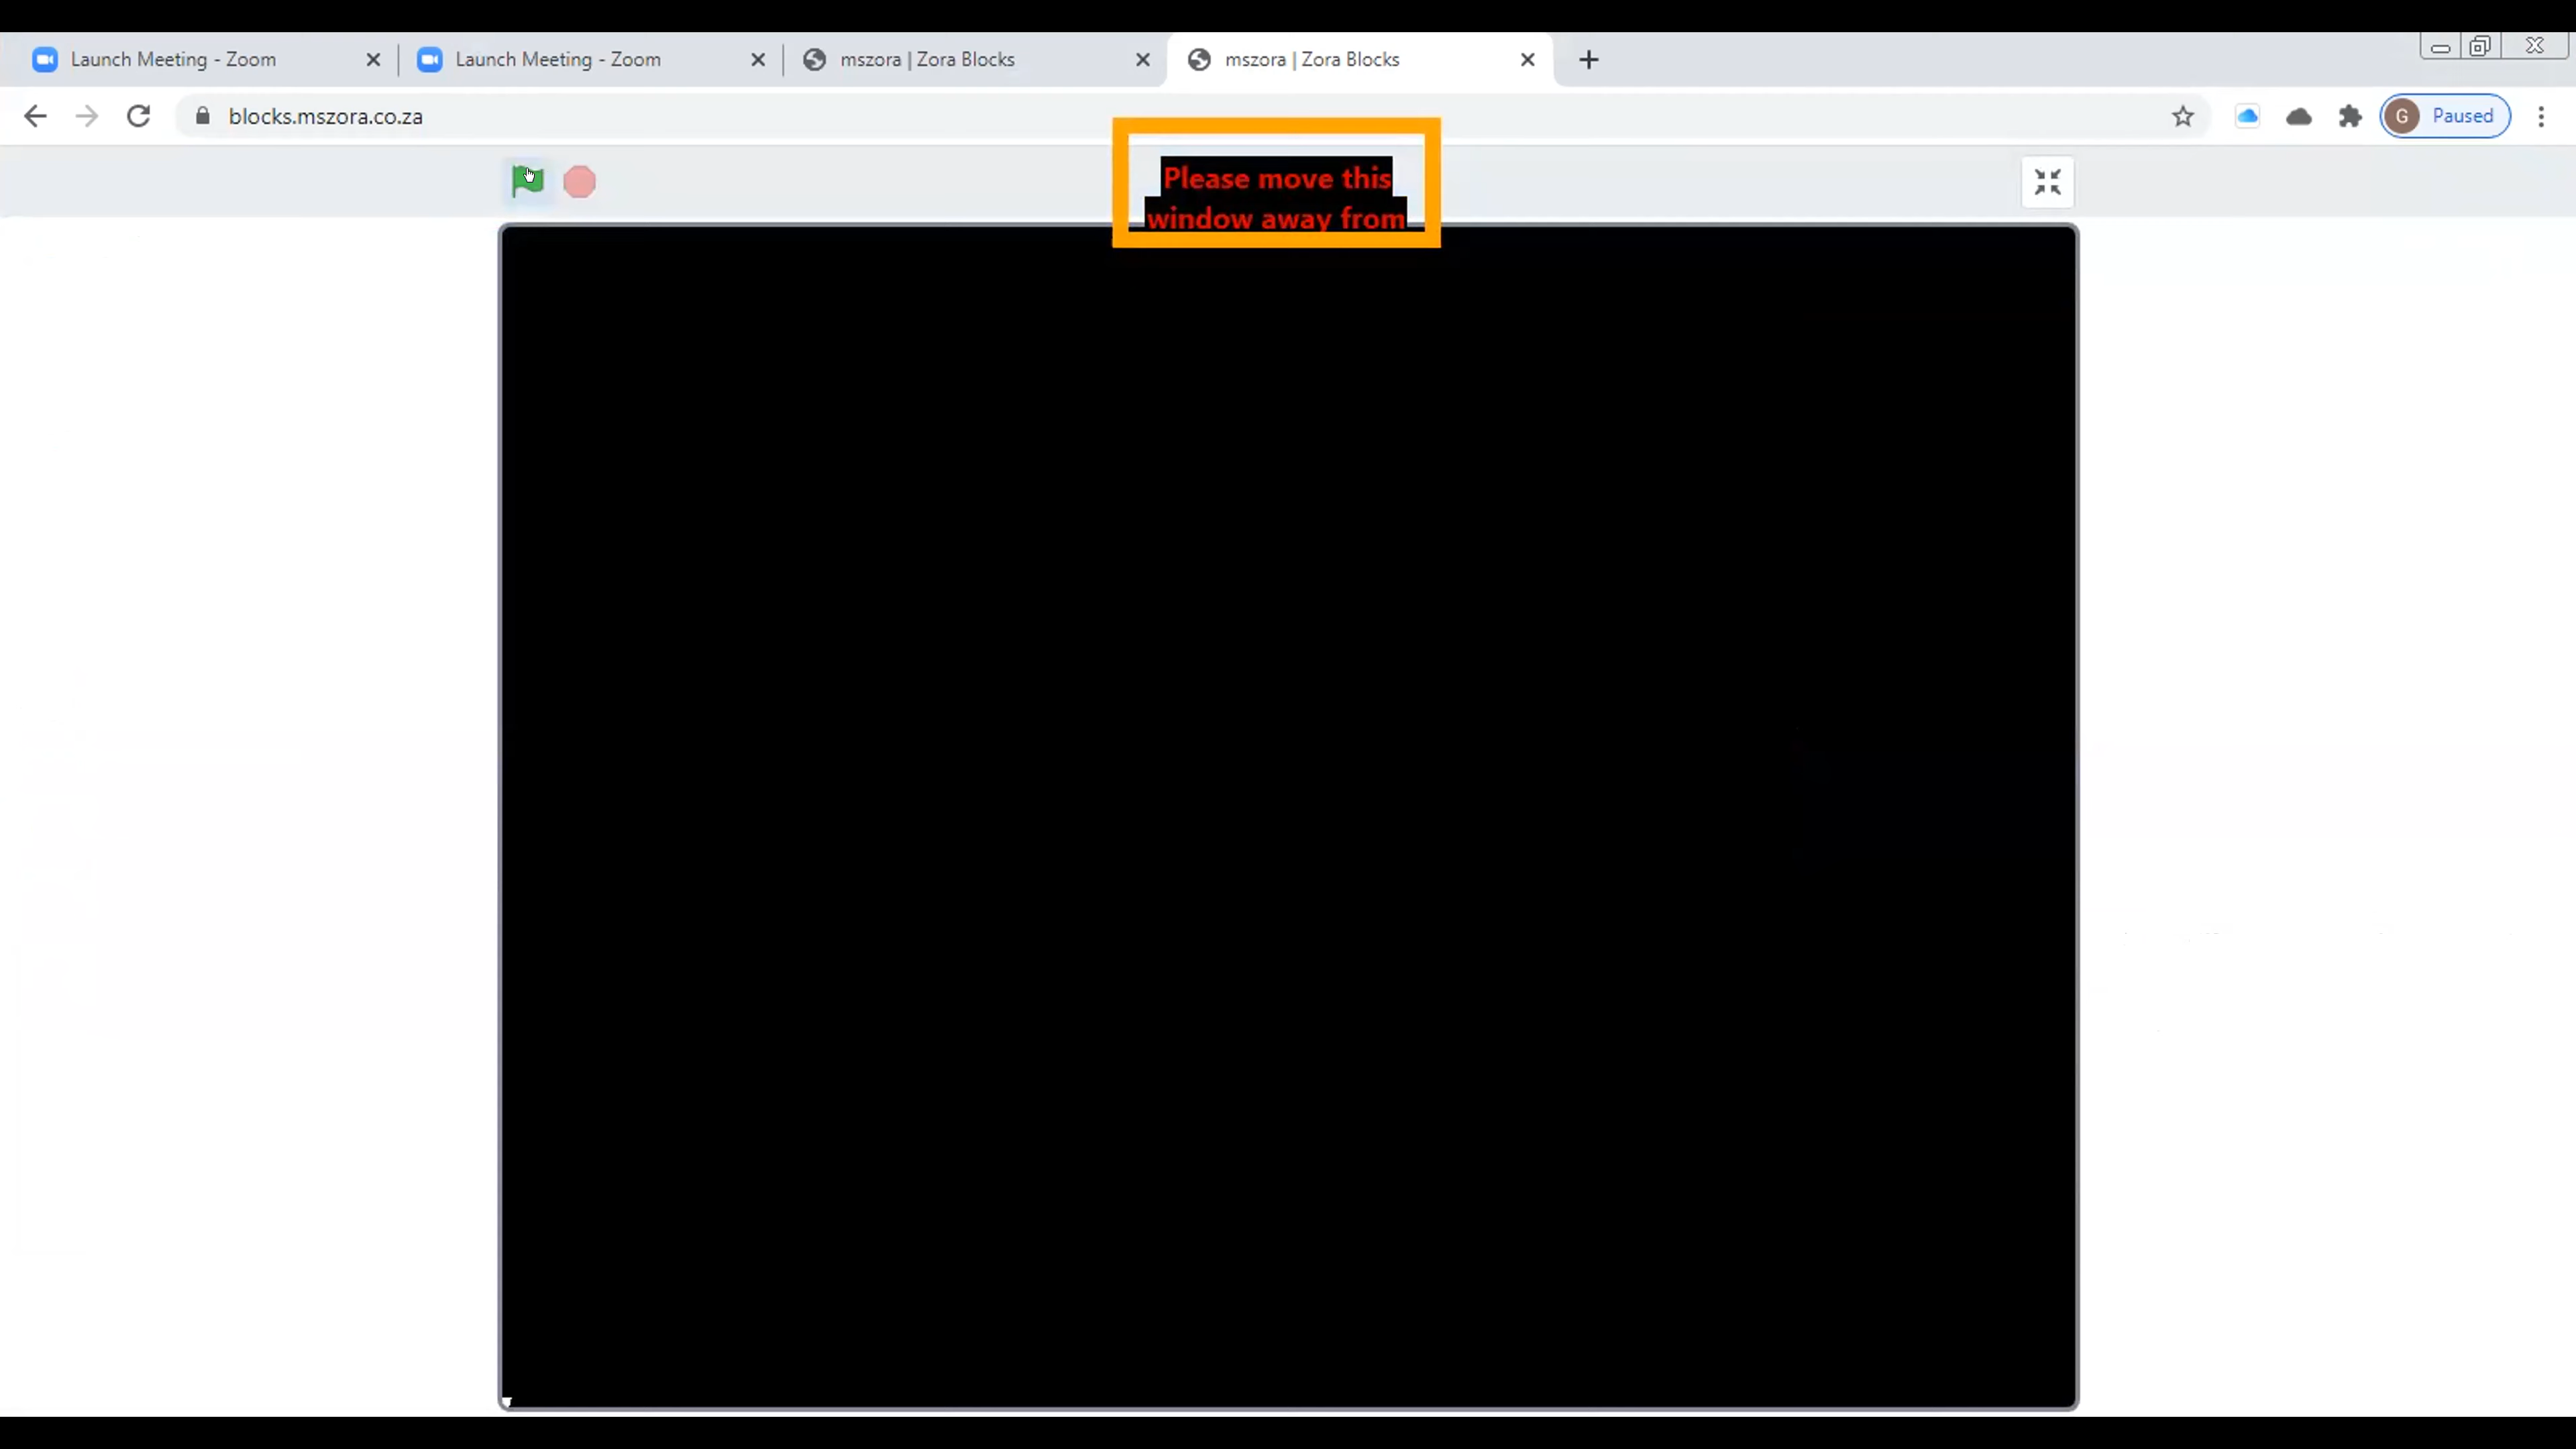 Launch Meeting - Zoom
Launch Meeting - Zoom
mszora | Zora Blocks
mszora | Zora Blocks
blocks.mszora.co.za
G Paused
Please move this
window away from